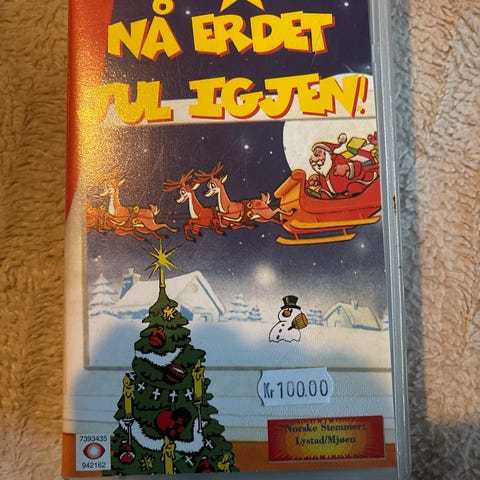 NÅ ER DET
JUL IGJEN!
Kr 100.00
Norske Stemmer:
Lystad/Mjøen
7393435
942162